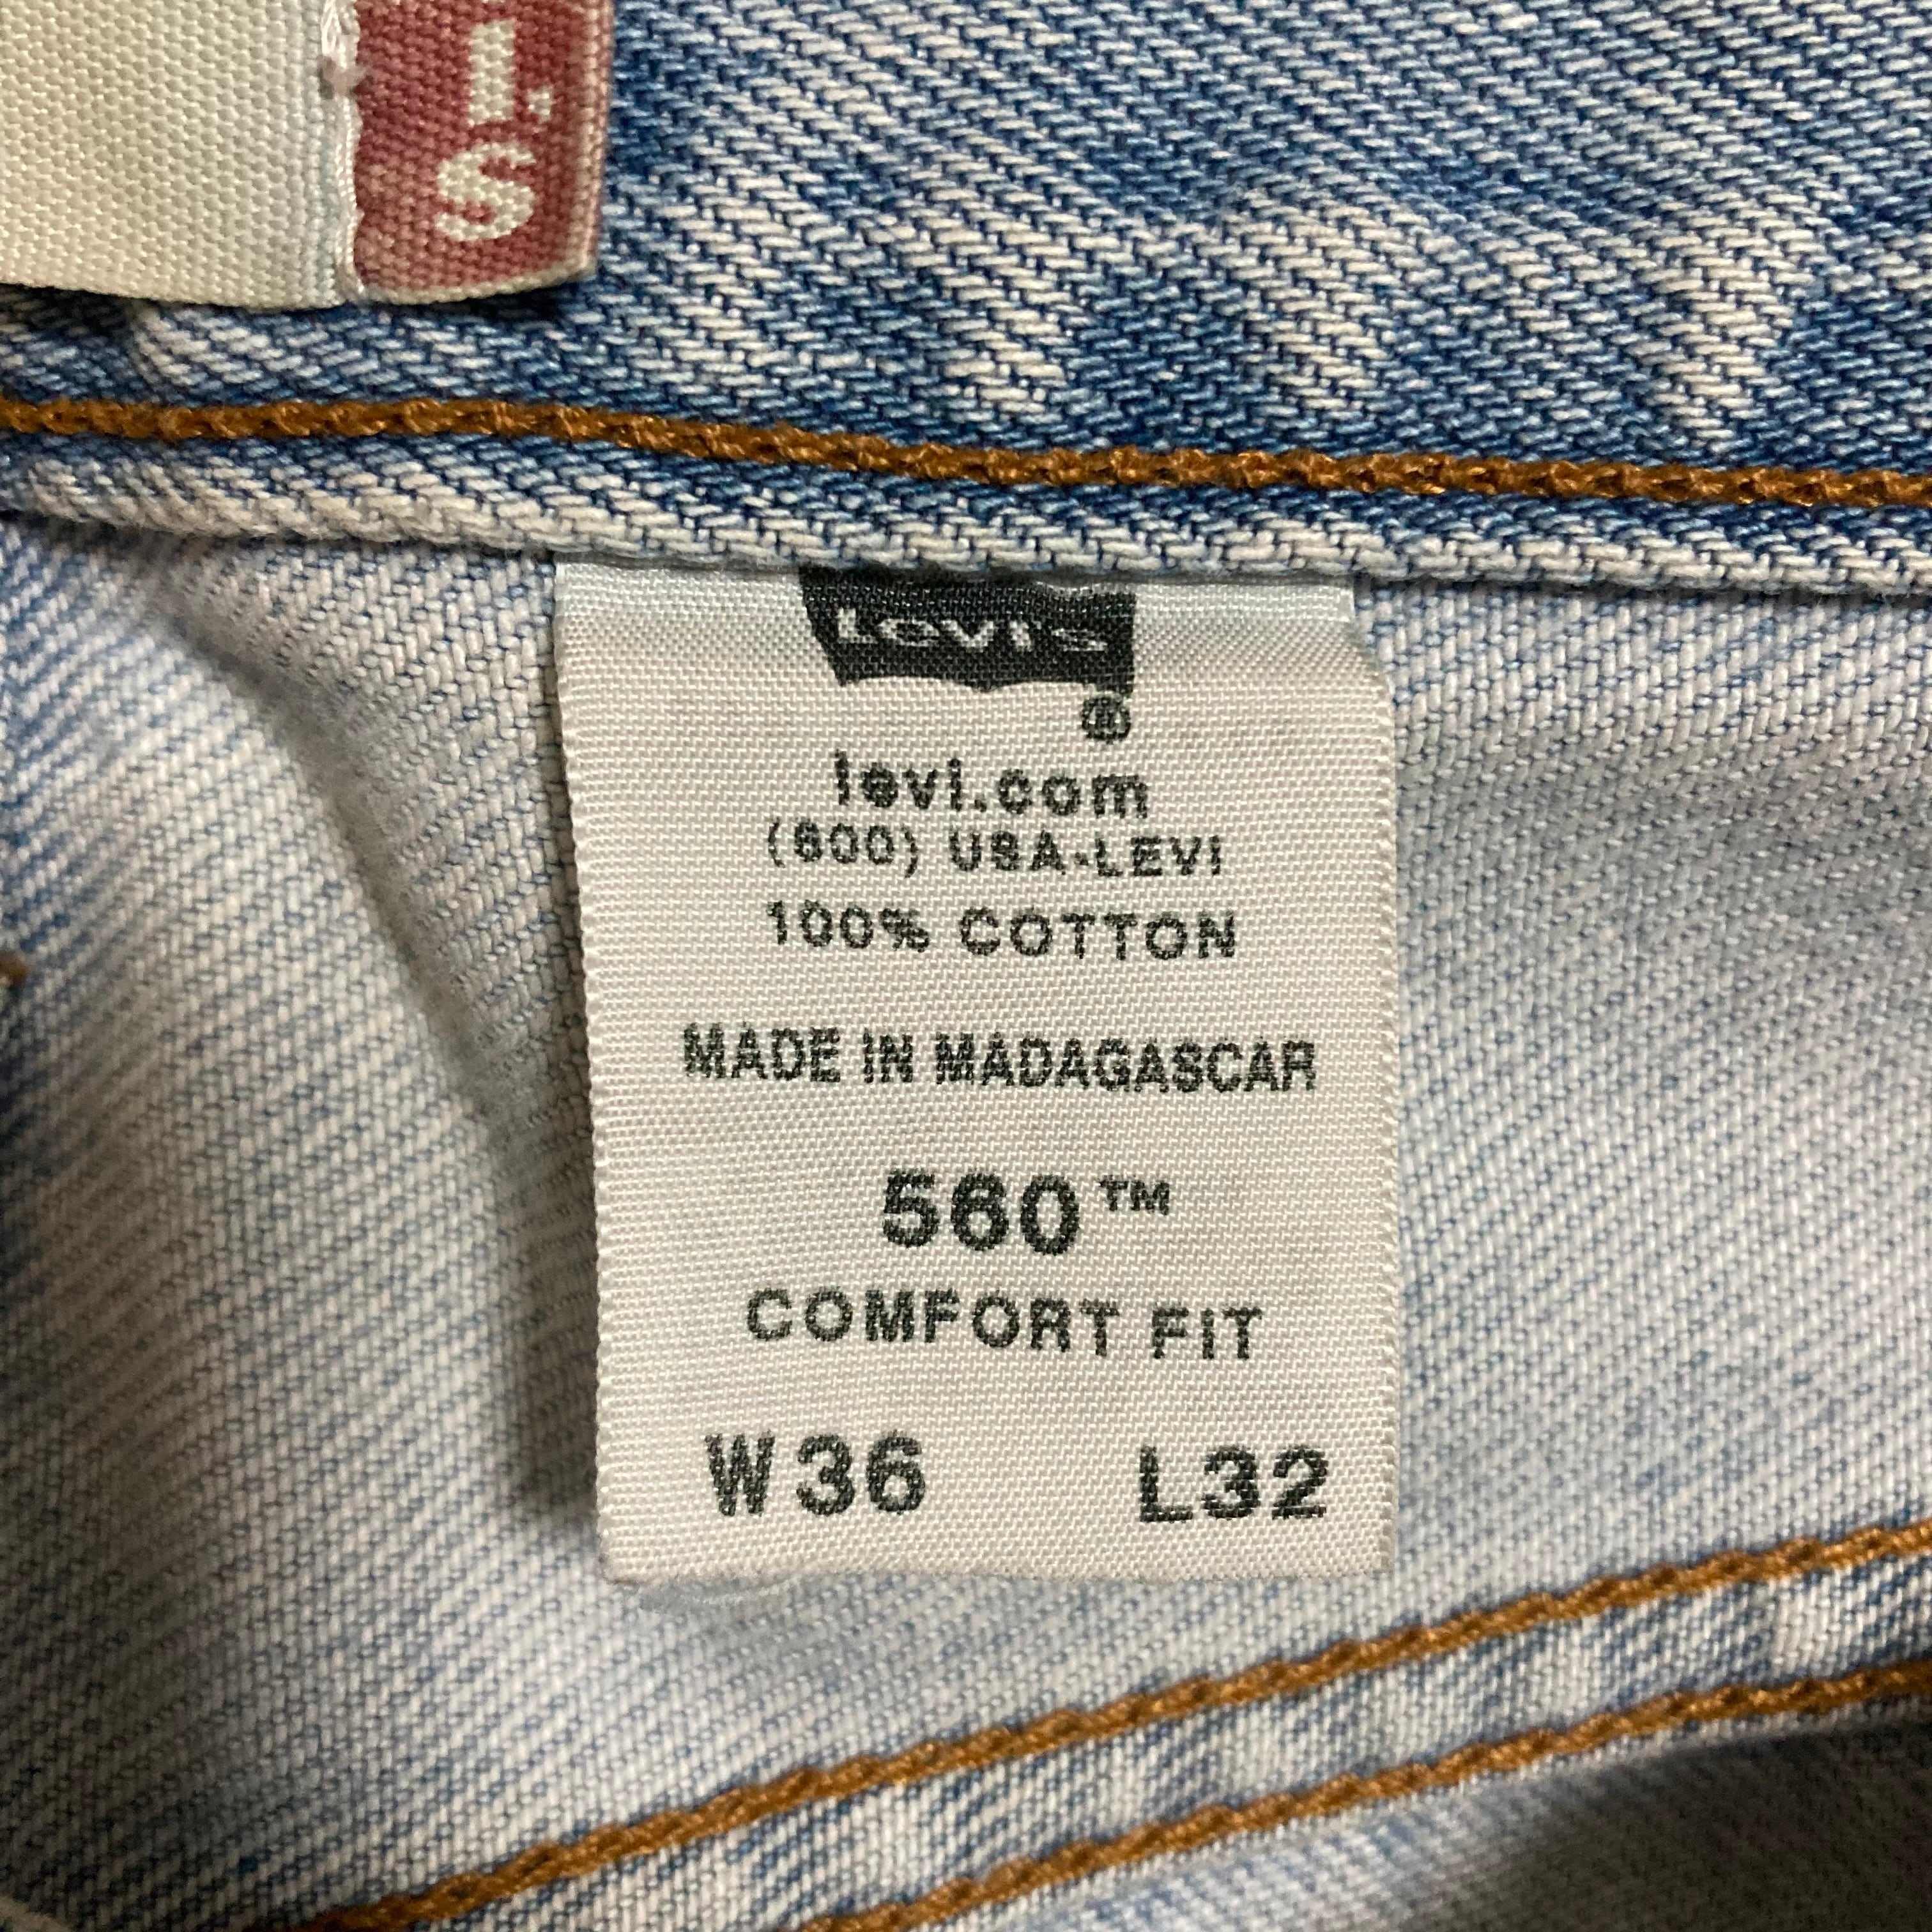 I.
S
Levi's
®
levi.com
(800) USA-LEVI
100% COTTON
MADE IN MADAGASCAR
560™
COMFORT FIT
W36 L32